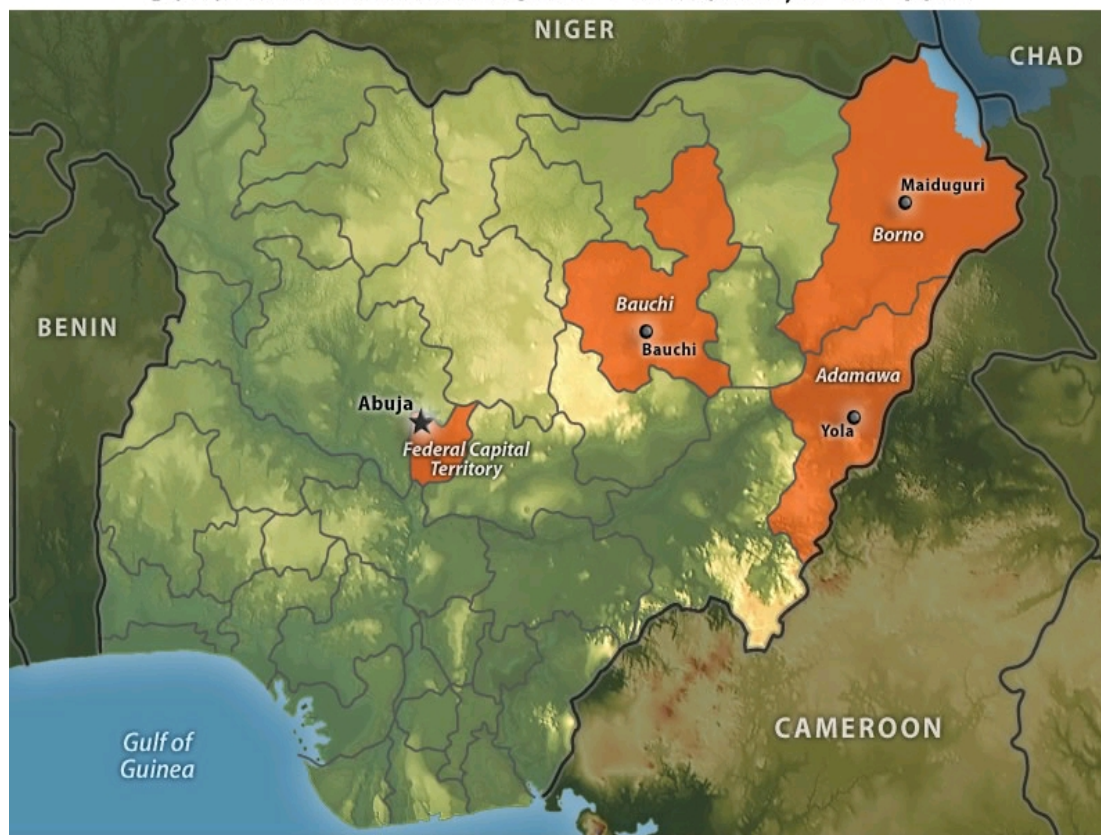 NIGER
CHAD
Maiduguri
Borno
Bauchi
BENIN
Bauchi
Adamawa
Abuja
Yola
Federal Capital
Territory
CAMEROON
Gulf of
Guinea